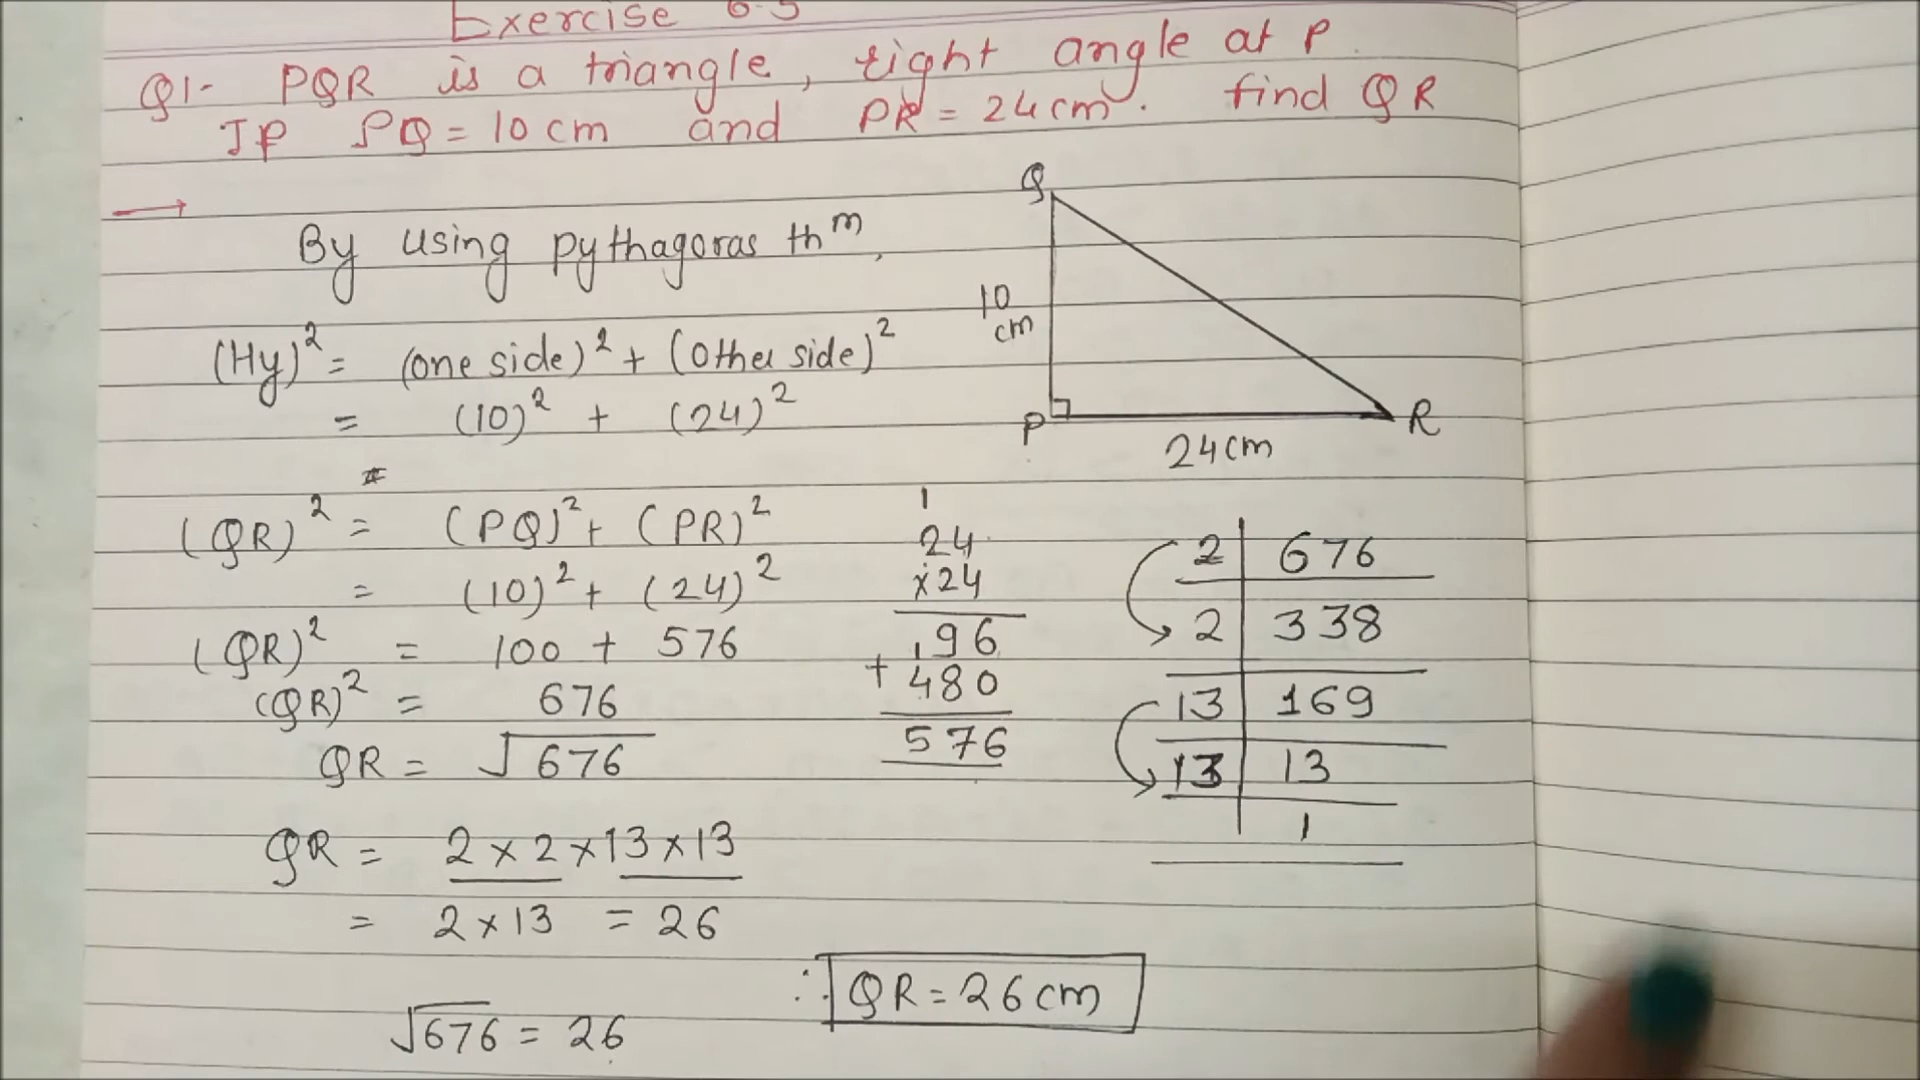 Exercise 6.5
Q1- PQR is a triangle, right angle at P.
If PQ = 10 cm and PR = 24 cm. find QR
→
By using pythagoras thᵐ,
(Hy)² = (one side)² + (Other side)²
= (10)² + (24)²
=
(QR)² = (PQ)² + (PR)²
= (10)² + (24)²
(QR)² = 100 + 576
(QR)² = 676
QR = √676
QR = 2 × 2 × 13 × 13
= 2 × 13 = 26
√676 = 26
∴ QR = 26 cm
Q
10
cm
P
R
24 cm
1
24
×24
196
+ 480
576
2 | 676
2 | 338
13 | 169
13 | 13
1